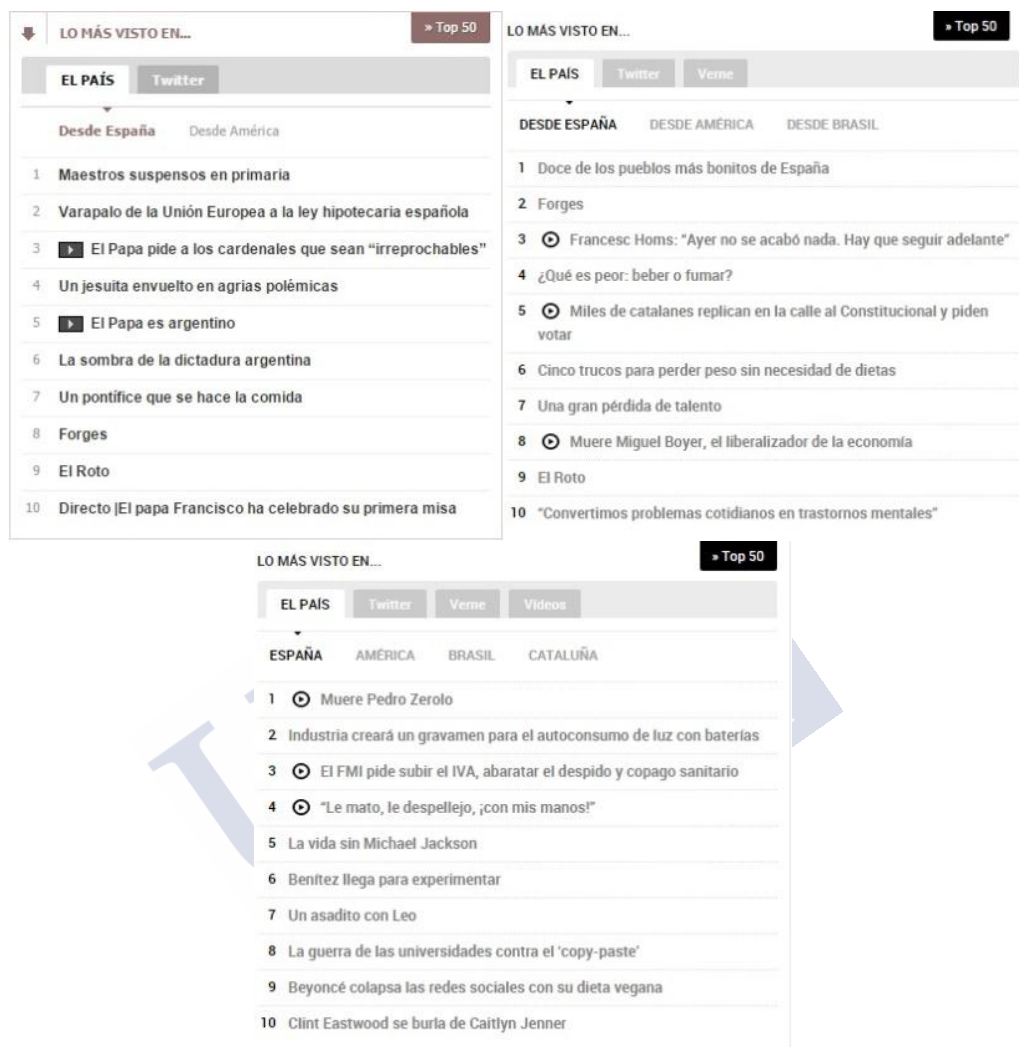 LO MÁS VISTO EN...
» Top 50
EL PAÍS Twitter
Desde España Desde América
1 Maestros suspensos en primaria
2 Varapalo de la Unión Europea a la ley hipotecaria española
3 El Papa pide a los cardenales que sean “irreprochables”
4 Un jesuita envuelto en agrias polémicas
5 El Papa es argentino
6 La sombra de la dictadura argentina
7 Un pontífice que se hace la comida
8 Forges
9 El Roto
10 Directo |El papa Francisco ha celebrado su primera misa
LO MÁS VISTO EN...
» Top 50
EL PAÍS Twitter Verne
DESDE ESPAÑA DESDE AMÉRICA DESDE BRASIL
1 Doce de los pueblos más bonitos de España
2 Forges
3 Francesc Homs: “Ayer no se acabó nada. Hay que seguir adelante”
4 ¿Qué es peor: beber o fumar?
5 Miles de catalanes replican en la calle al Constitucional y piden
votar
6 Cinco trucos para perder peso sin necesidad de dietas
7 Una gran pérdida de talento
8 Muere Miguel Boyer, el liberalizador de la economía
9 El Roto
10 “Convertimos problemas cotidianos en trastornos mentales”
LO MÁS VISTO EN...
» Top 50
EL PAÍS Twitter Verne Vídeos
ESPAÑA AMÉRICA BRASIL CATALUÑA
1 Muere Pedro Zerolo
2 Industria creará un gravamen para el autoconsumo de luz con baterías
3 El FMI pide subir el IVA, abaratar el despido y copago sanitario
4 “Le mato, le despellejo, ¡con mis manos!”
5 La vida sin Michael Jackson
6 Benítez llega para experimentar
7 Un asadito con Leo
8 La guerra de las universidades contra el ‘copy-paste’
9 Beyoncé colapsa las redes sociales con su dieta vegana
10 Clint Eastwood se burla de Caitlyn Jenner